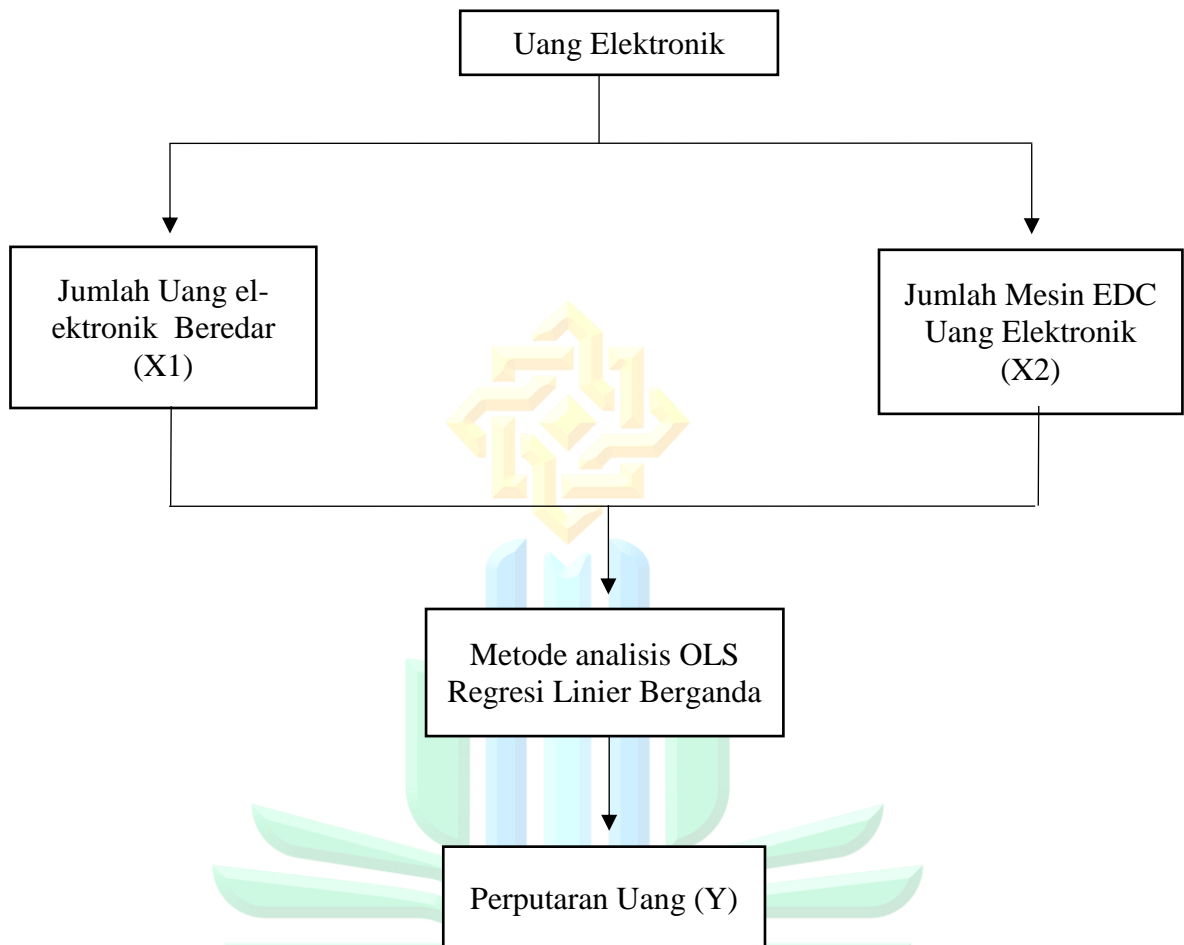 Uang Elektronik
Jumlah Uang el-
ektronik Beredar
(X1)
Jumlah Mesin EDC
Uang Elektronik
(X2)
Metode analisis OLS
Regresi Linier Berganda
Perputaran Uang (Y)